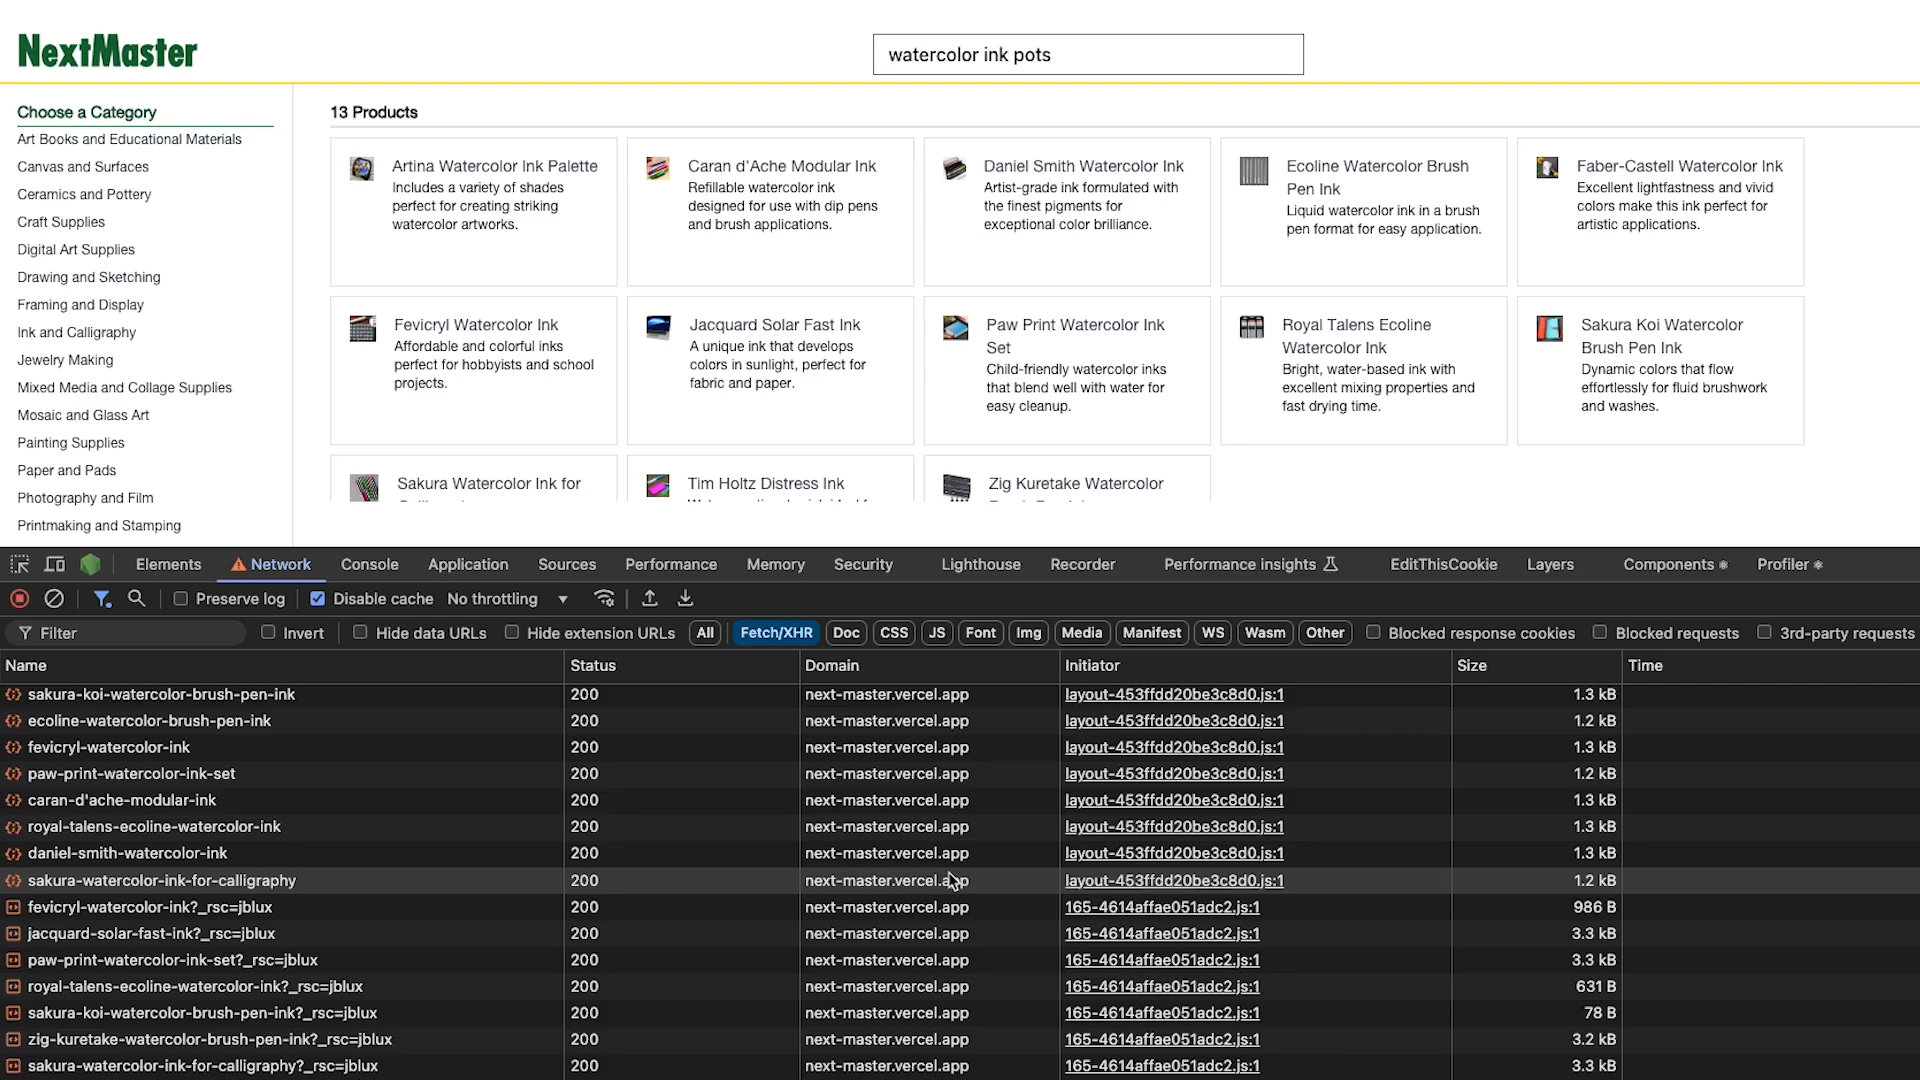 NextMaster
watercolor ink pots
Choose a Category
Art Books and Educational Materials
Canvas and Surfaces
Ceramics and Pottery
Craft Supplies
Digital Art Supplies
Drawing and Sketching
Framing and Display
Ink and Calligraphy
Jewelry Making
Mixed Media and Collage Supplies
Mosaic and Glass Art
Painting Supplies
Paper and Pads
Photography and Film
Printmaking and Stamping
13 Products
Artina Watercolor Ink Palette
Includes a variety of shades
perfect for creating striking
watercolor artworks.
Caran d'Ache Modular Ink
Refillable watercolor ink
designed for use with dip pens
and brush applications.
Daniel Smith Watercolor Ink
Artist-grade ink formulated with
the finest pigments for
exceptional color brilliance.
Ecoline Watercolor Brush
Pen Ink
Liquid watercolor ink in a brush
pen format for easy application.
Faber-Castell Watercolor Ink
Excellent lightfastness and vivid
colors make this ink perfect for
artistic applications.
Fevicryl Watercolor Ink
Affordable and colorful inks
perfect for hobbyists and school
projects.
Jacquard Solar Fast Ink
A unique ink that develops
colors in sunlight, perfect for
fabric and paper.
Paw Print Watercolor Ink
Set
Child-friendly watercolor inks
that blend well with water for
easy cleanup.
Royal Talens Ecoline
Watercolor Ink
Bright, water-based ink with
excellent mixing properties and
fast drying time.
Sakura Koi Watercolor
Brush Pen Ink
Dynamic colors that flow
effortlessly for fluid brushwork
and washes.
Sakura Watercolor Ink for
Tim Holtz Distress Ink
Zig Kuretake Watercolor
Elements Network Console Application Sources Performance Memory Security Lighthouse Recorder Performance insights EditThisCookie Layers Components Profiler
Preserve log Disable cache No throttling
Filter Invert Hide data URLs Hide extension URLs All Fetch/XHR Doc CSS JS Font Img Media Manifest WS Wasm Other Blocked response cookies Blocked requests 3rd-party requests
Name Status Domain Initiator Size Time
sakura-koi-watercolor-brush-pen-ink 200 next-master.vercel.app layout-453ffdd20be3c8d0.js:1 1.3 kB
ecoline-watercolor-brush-pen-ink 200 next-master.vercel.app layout-453ffdd20be3c8d0.js:1 1.2 kB
fevicryl-watercolor-ink 200 next-master.vercel.app layout-453ffdd20be3c8d0.js:1 1.3 kB
paw-print-watercolor-ink-set 200 next-master.vercel.app layout-453ffdd20be3c8d0.js:1 1.2 kB
caran-d'ache-modular-ink 200 next-master.vercel.app layout-453ffdd20be3c8d0.js:1 1.3 kB
royal-talens-ecoline-watercolor-ink 200 next-master.vercel.app layout-453ffdd20be3c8d0.js:1 1.3 kB
daniel-smith-watercolor-ink 200 next-master.vercel.app layout-453ffdd20be3c8d0.js:1 1.3 kB
sakura-watercolor-ink-for-calligraphy 200 next-master.vercel.app layout-453ffdd20be3c8d0.js:1 1.2 kB
fevicryl-watercolor-ink?_rsc=jblux 200 next-master.vercel.app 165-4614affae051adc2.js:1 986 B
jacquard-solar-fast-ink?_rsc=jblux 200 next-master.vercel.app 165-4614affae051adc2.js:1 3.3 kB
paw-print-watercolor-ink-set?_rsc=jblux 200 next-master.vercel.app 165-4614affae051adc2.js:1 3.3 kB
royal-talens-ecoline-watercolor-ink?_rsc=jblux 200 next-master.vercel.app 165-4614affae051adc2.js:1 631 B
sakura-koi-watercolor-brush-pen-ink?_rsc=jblux 200 next-master.vercel.app 165-4614affae051adc2.js:1 78 B
zig-kuretake-watercolor-brush-pen-ink?_rsc=jblux 200 next-master.vercel.app 165-4614affae051adc2.js:1 3.2 kB
sakura-watercolor-ink-for-calligraphy?_rsc=jblux 200 next-master.vercel.app 165-4614affae051adc2.js:1 3.3 kB